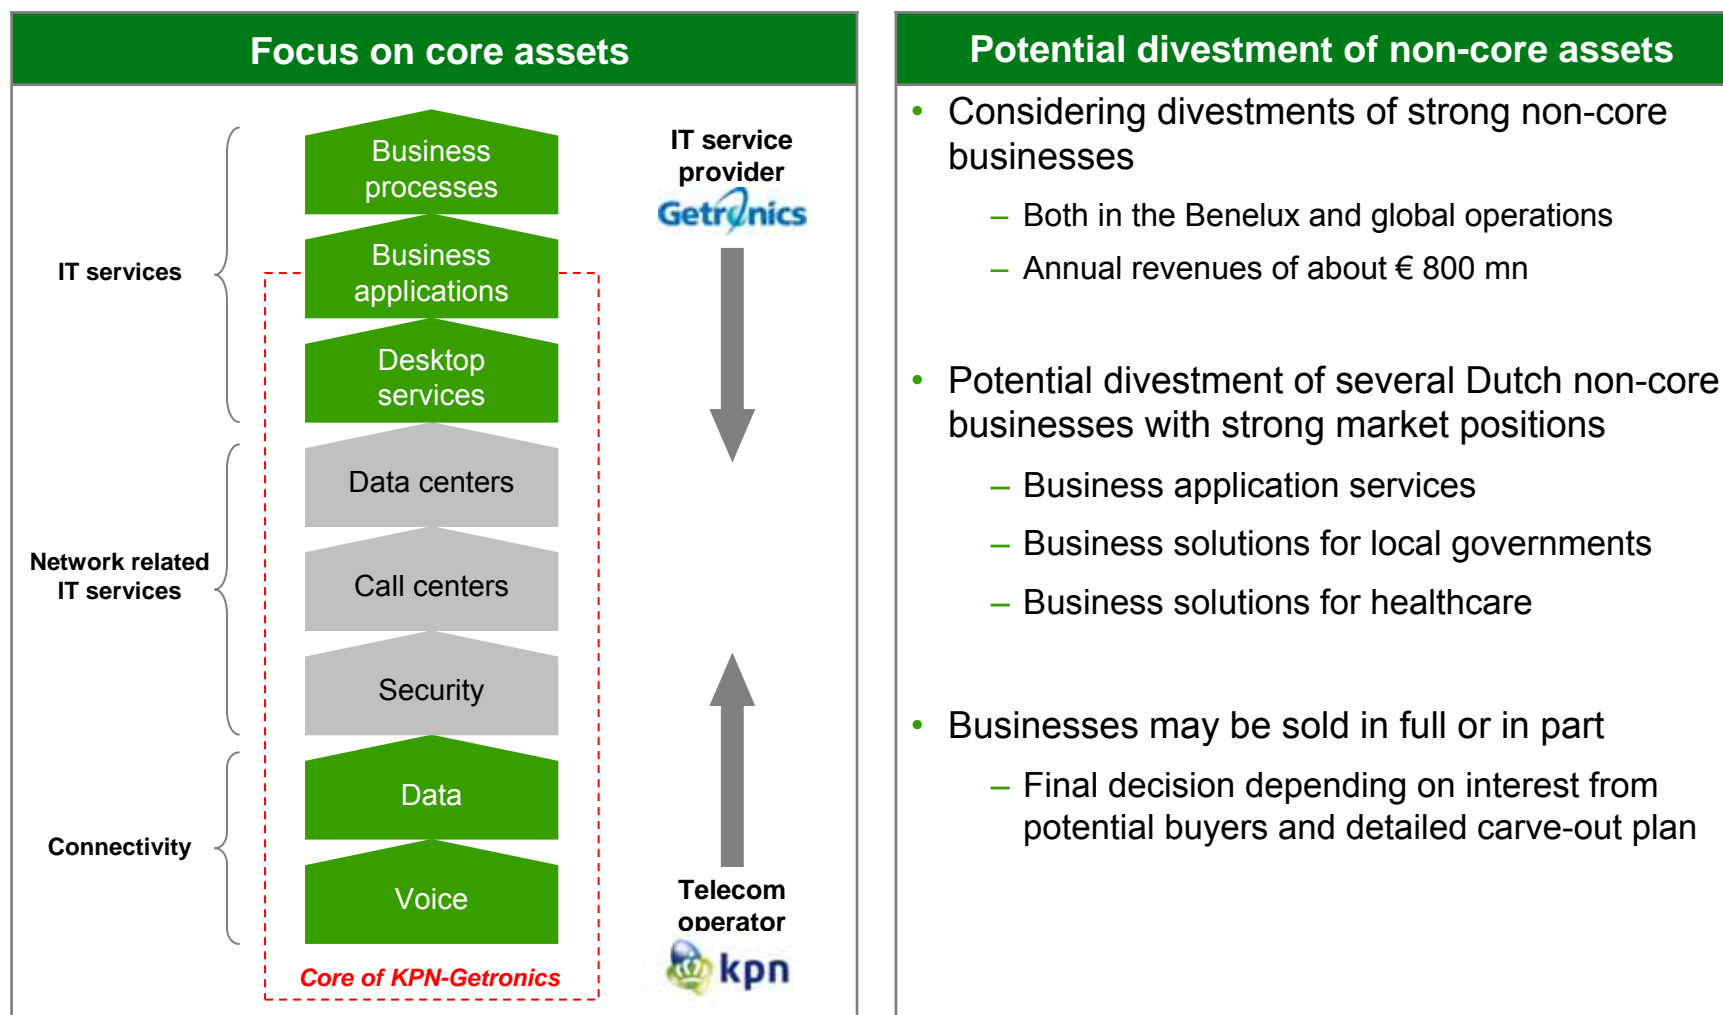 Focus on core assets
IT services
Network related
IT services
Connectivity
Business
processes
Business
applications
Desktop
services
Data centers
Call centers
Security
Data
Voice
Core of KPN-Getronics
IT service
provider
Getronics
Telecom
operator
kpn
Potential divestment of non-core assets
• Considering divestments of strong non-core
businesses
– Both in the Benelux and global operations
– Annual revenues of about € 800 mn
• Potential divestment of several Dutch non-core
businesses with strong market positions
– Business application services
– Business solutions for local governments
– Business solutions for healthcare
• Businesses may be sold in full or in part
– Final decision depending on interest from
potential buyers and detailed carve-out plan